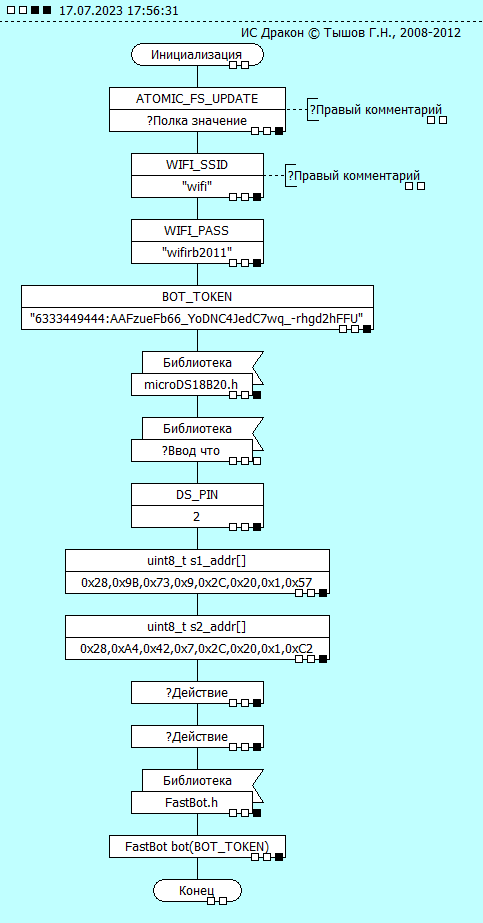 17.07.2023 17:56:31
ИС Дракон © Тышов Г.Н., 2008-2012
Инициализация
ATOMIC_FS_UPDATE
?Правый комментарий
?Полка значение
WIFI_SSID
?Правый комментарий
"wifi"
WIFI_PASS
"wifirb2011"
BOT_TOKEN
"6333449444:AAFzueFb66_YoDNC4JedC7wq_-rhgd2hFFU"
Библиотека
microDS18B20.h
Библиотека
?Ввод что
DS_PIN
2
uint8_t s1_addr[]
0x28,0x9B,0x73,0x9,0x2C,0x20,0x1,0x57
uint8_t s2_addr[]
0x28,0xA4,0x42,0x7,0x2C,0x20,0x1,0xC2
?Действие
?Действие
Библиотека
FastBot.h
FastBot bot(BOT_TOKEN)
Конец